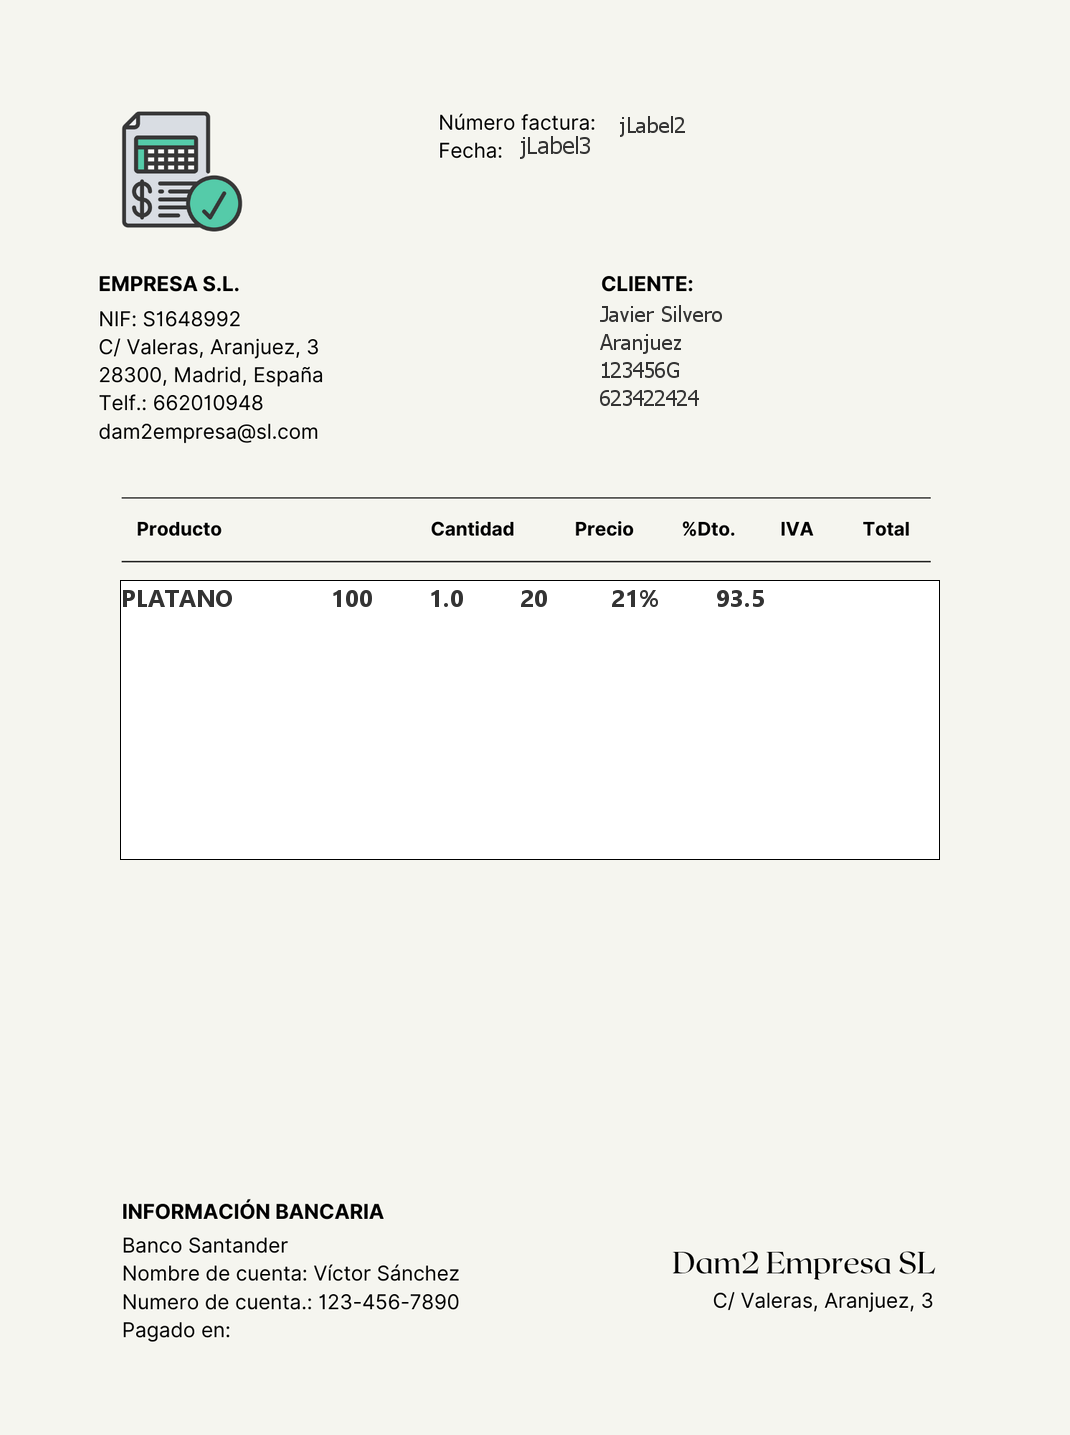 Número factura: jLabel2
Fecha: jLabel3
$
EMPRESA S.L.
NIF: S1648992
C/ Valeras, Aranjuez, 3
28300, Madrid, España
Telf.: 662010948
dam2empresa@sl.com
CLIENTE:
Javier Silvero
Aranjuez
123456G
623422424
Producto Cantidad Precio %Dto. IVA Total
PLATANO 100 1.0 20 21% 93.5
INFORMACIÓN BANCARIA
Banco Santander
Nombre de cuenta: Víctor Sánchez
Numero de cuenta.: 123-456-7890
Pagado en:
Dam2 Empresa SL
C/ Valeras, Aranjuez, 3